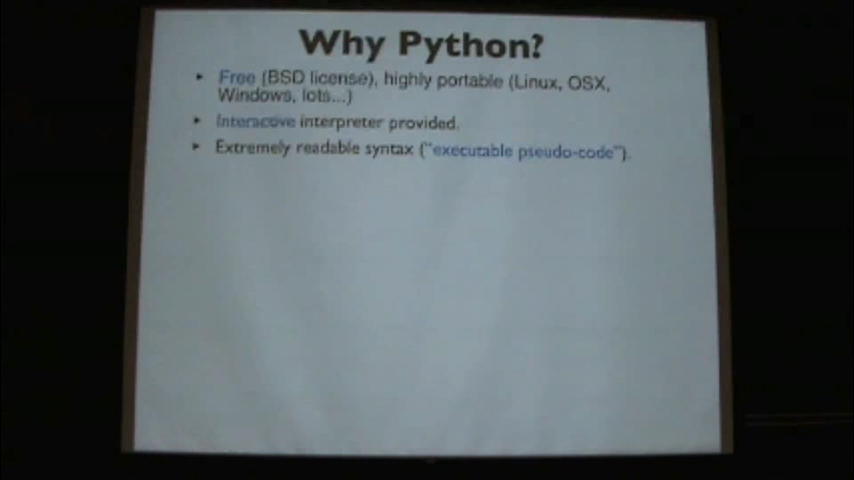 Why Python?
▸ Free (BSD license), highly portable (Linux, OSX,
Windows, lots...)
▸ Interactive interpreter provided.
▸ Extremely readable syntax ("executable pseudo-code").